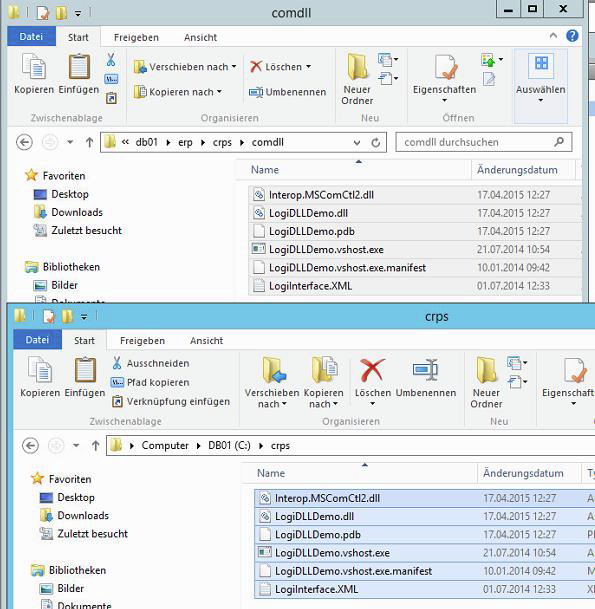 comdll
Datei Start Freigeben Ansicht
Kopieren Einfügen Verschieben nach Kopieren nach Löschen Umbenennen Neuer Ordner Eigenschaften Auswählen
Zwischenablage Organisieren Neu Öffnen
« db01 erp crps comdll comdll durchsuchen
Favoriten
Desktop
Downloads
Zuletzt besucht
Bibliotheken
Bilder
Dokumente
Name Änderungsdatum
Interop.MSComCtl2.dll 17.04.2015 12:27
LogiDLLDemo.dll 17.04.2015 12:27
LogiDLLDemo.pdb 17.04.2015 12:27
LogiDLLDemo.vshost.exe 21.07.2014 10:54
LogiDLLDemo.vshost.exe.manifest 10.01.2014 09:42
LogiInterface.XML 01.07.2014 12:33
crps
Datei Start Freigeben Ansicht
Kopieren Einfügen Ausschneiden Pfad kopieren Verknüpfung einfügen Verschieben nach Kopieren nach Löschen Umbenennen Neuer Ordner
Zwischenablage Organisieren Neu
Computer DB01 (C:) crps
Favoriten
Desktop
Downloads
Zuletzt besucht
Bibliotheken
Bilder
Dokumente
Name Änderungsdatum
Interop.MSComCtl2.dll 17.04.2015 12:27 A
LogiDLLDemo.dll 17.04.2015 12:27 A
LogiDLLDemo.pdb 17.04.2015 12:27
LogiDLLDemo.vshost.exe 21.07.2014 10:54 A
LogiDLLDemo.vshost.exe.manifest 10.01.2014 09:42 M
LogiInterface.XML 01.07.2014 12:33